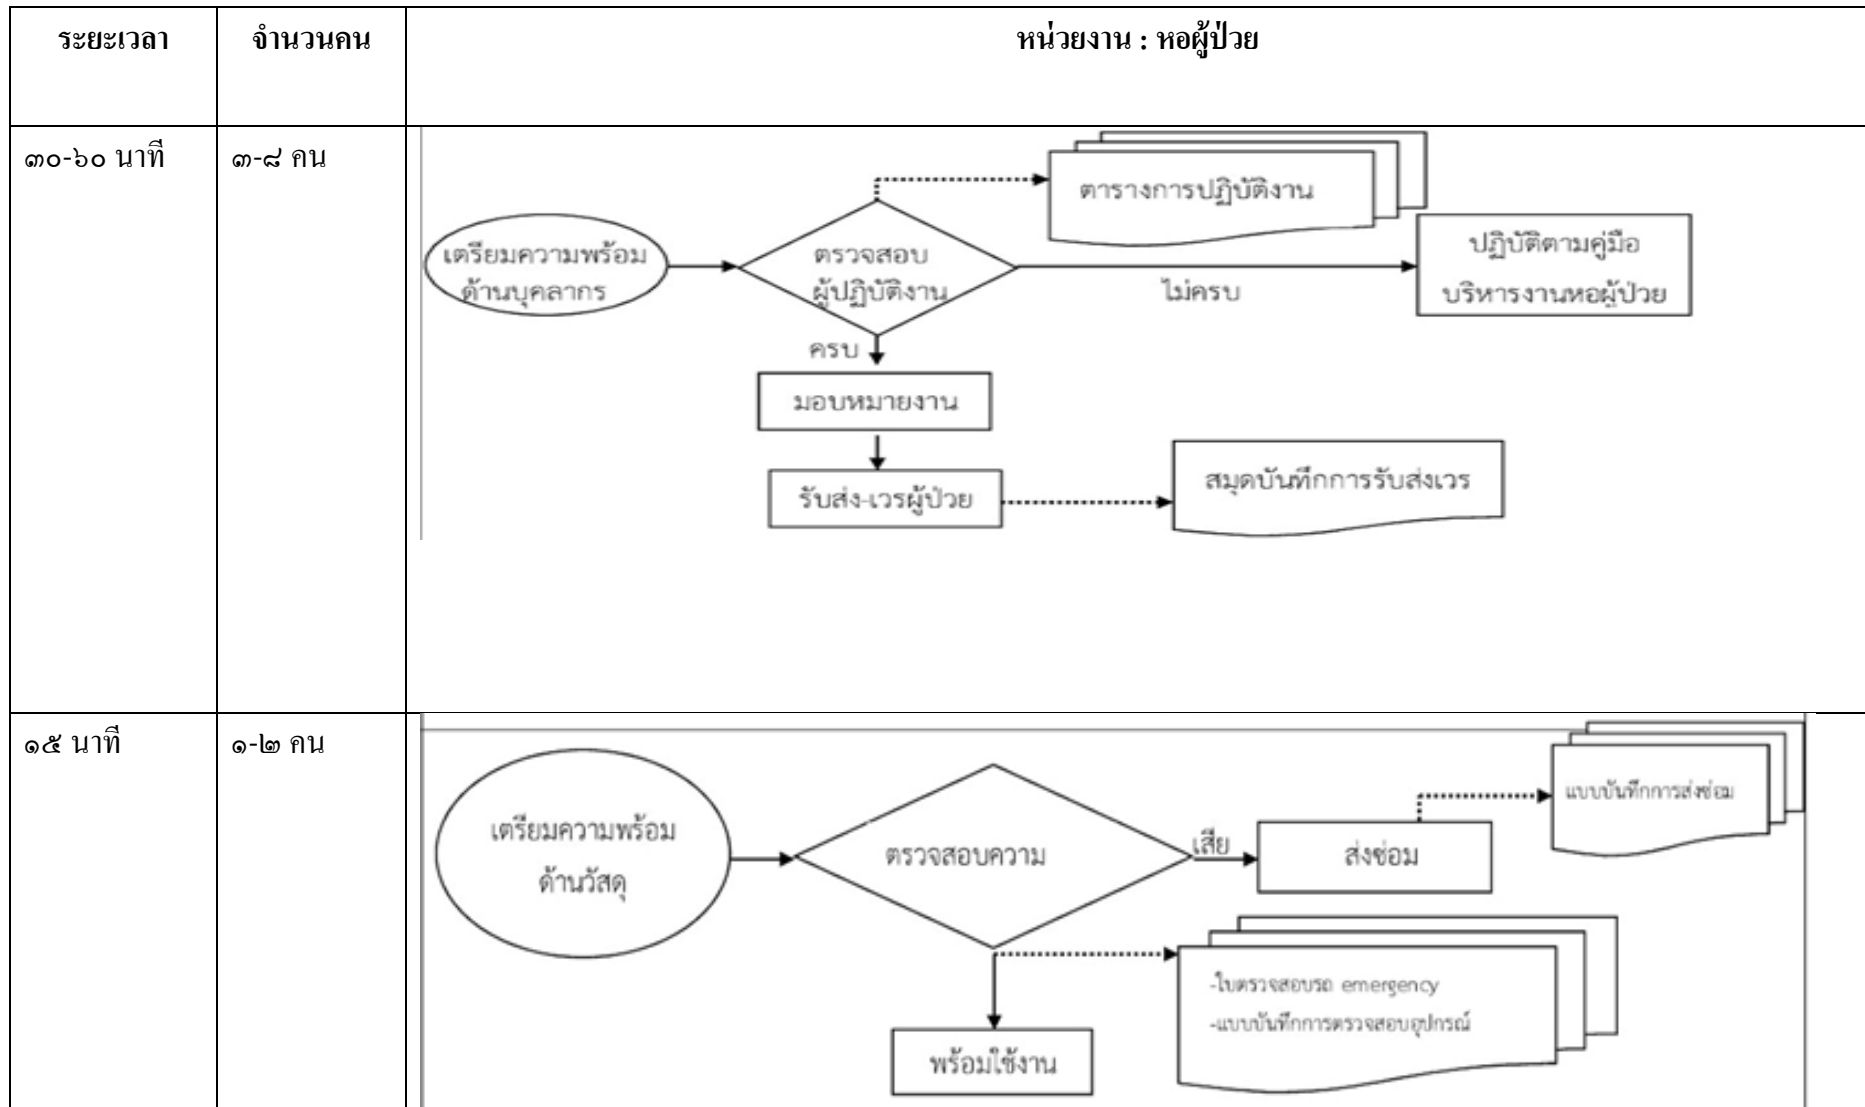 ระยะเวลา
จำนวนคน
หน่วยงาน : หอผู้ป่วย
๓๐-๖๐ นาที
๓-๘ คน
ตารางการปฏิบัติงาน
เตรียมความพร้อม
ด้านบุคลากร
ตรวจสอบ
ผู้ปฏิบัติงาน
ไม่ครบ
ปฏิบัติตามคู่มือ
บริหารงานหอผู้ป่วย
ครบ
มอบหมายงาน
รับส่ง-เวรผู้ป่วย
สมุดบันทึกการรับส่งเวร
๑๕ นาที
๑-๒ คน
เตรียมความพร้อม
ด้านวัสดุ
ตรวจสอบความ
เสีย
ส่งซ่อม
แบบบันทึกการส่งซ่อม
-ใบตรวจสอบรถ emergency
-แบบบันทึกการตรวจสอบอุปกรณ์
พร้อมใช้งาน